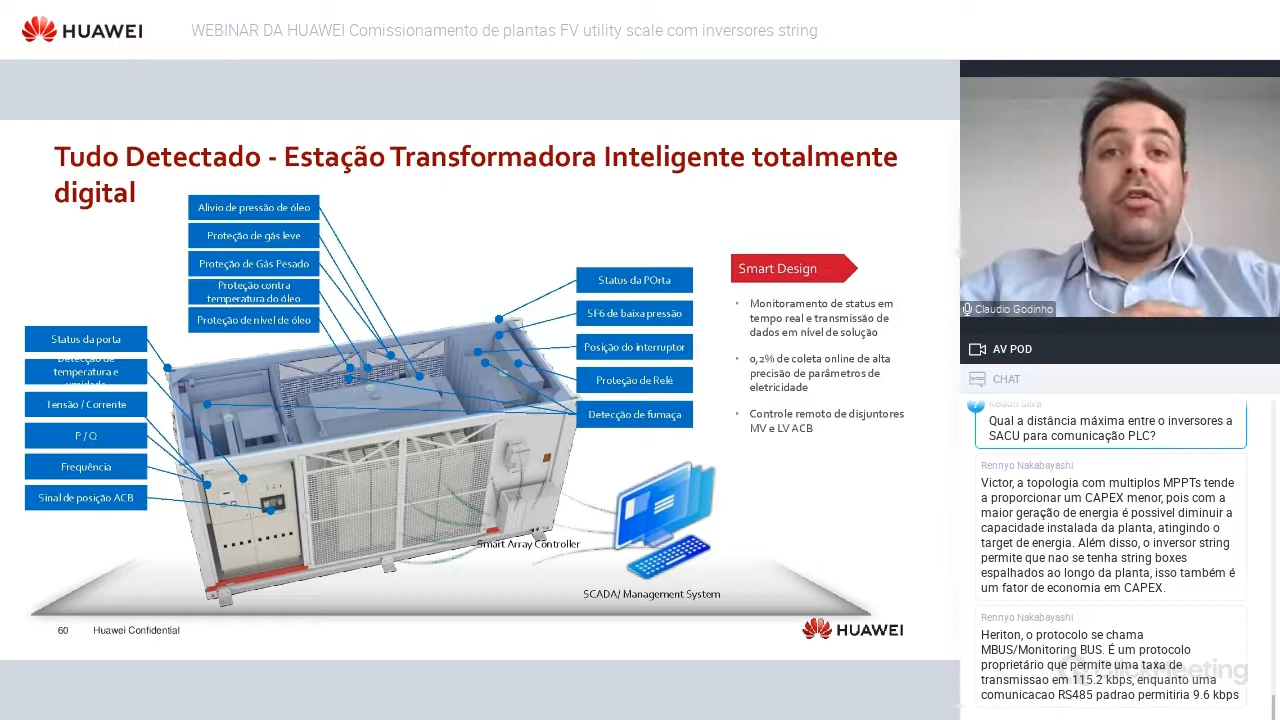 HUAWEI
WEBINAR DA HUAWEI Comissionamento de plantas FV utility scale com inversores string
Tudo Detectado - Estação Transformadora Inteligente totalmente
digital
Alivio de pressão de óleo
Proteção de gás leve
Proteção de Gás Pesado
Proteção contra
temperatura do óleo
Proteção de nível de óleo
Status da porta
Detecção de
temperatura e
umidade
Tensão / Corrente
P / Q
Frequência
Sinal de posição ACB
Status da POrta
SF6 de baixa pressão
Posição do interruptor
Proteção de Relé
Detecção de fumaça
Smart Design
• Monitoramento de status em
tempo real e transmissão de
dados em nível de solução
• 0,2% de coleta online de alta
precisão de parâmetros de
eletricidade
• Controle remoto de disjuntores
MV e LV ACB
Smart Array Controller
SCADA/ Management System
60 Huawei Confidential
HUAWEI
Claudio Godinho
AV POD
CHAT
Kelson Silva
Qual a distância máxima entre o inversores a
SACU para comunicação PLC?
Rennyo Nakabayashi
Victor, a topologia com multiplos MPPTs tende
a proporcionar um CAPEX menor, pois com a
maior geração de energia é possivel diminuir a
capacidade instalada da planta, atingindo o
target de energia. Além disso, o inversor string
permite que nao se tenha string boxes
espalhados ao longo da planta, isso também é
um fator de economia em CAPEX.
Rennyo Nakabayashi
Heriton, o protocolo se chama
MBUS/Monitoring BUS. É um protocolo
proprietário que permite uma taxa de
transmissao em 115.2 kbps, enquanto uma
comunicacao RS485 padrao permitiria 9.6 kbps
ClickMeeting